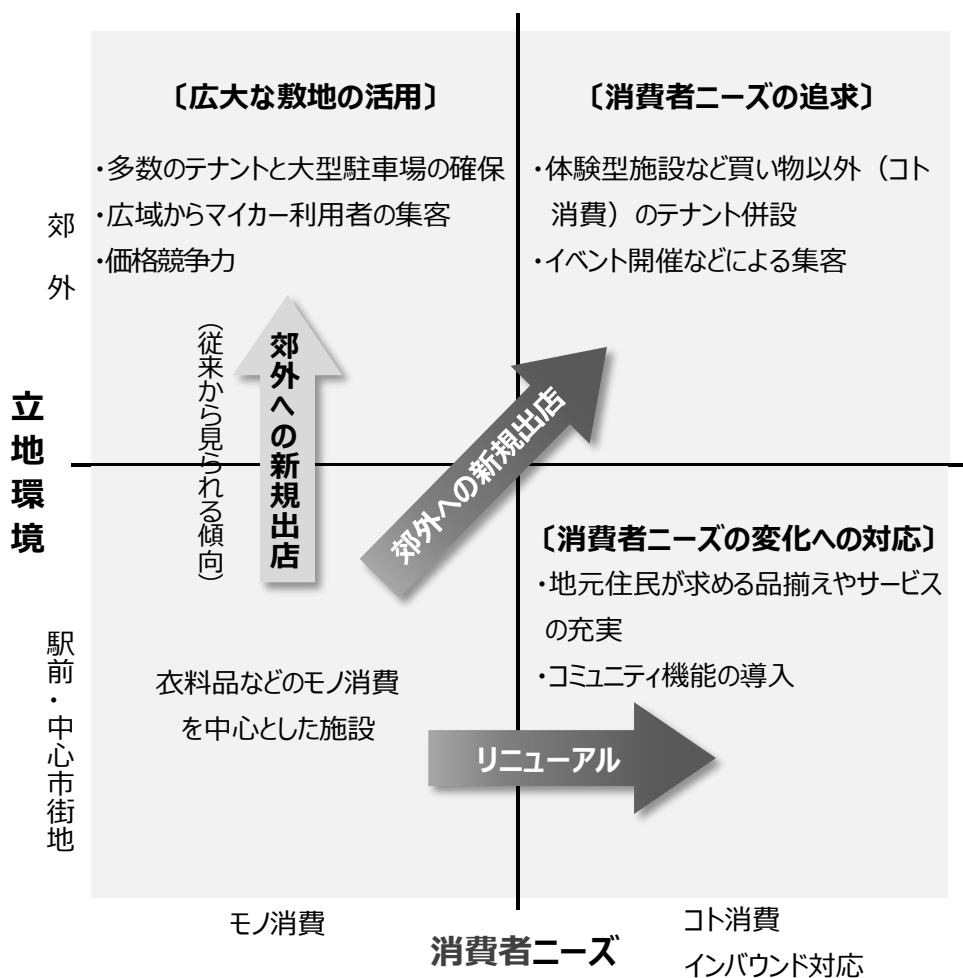 〔広大な敷地の活用〕
・多数のテナントと大型駐車場の確保
・広域からマイカー利用者の集客
・価格競争力
〔消費者ニーズの追求〕
・体験型施設など買い物以外（コト
消費）のテナント併設
・イベント開催などによる集客
郊外
（従来から見られる傾向）
郊外への新規出店
郊外への新規出店
立地環境
〔消費者ニーズの変化への対応〕
・地元住民が求める品揃えやサービス
の充実
・コミュニティ機能の導入
駅前・中心市街地
衣料品などのモノ消費
を中心とした施設
リニューアル
モノ消費
消費者ニーズ
コト消費
インバウンド対応